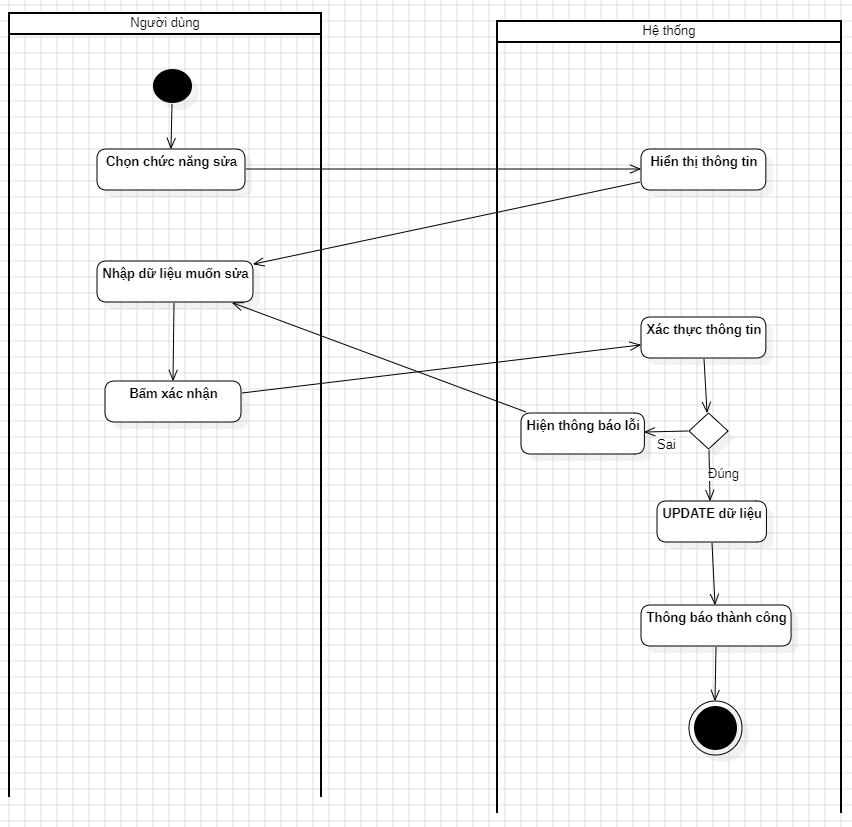 Người dùng
Hệ thống
Chọn chức năng sửa
Hiển thị thông tin
Nhập dữ liệu muốn sửa
Xác thực thông tin
Bấm xác nhận
Hiện thông báo lỗi
Sai
Đúng
UPDATE dữ liệu
Thông báo thành công